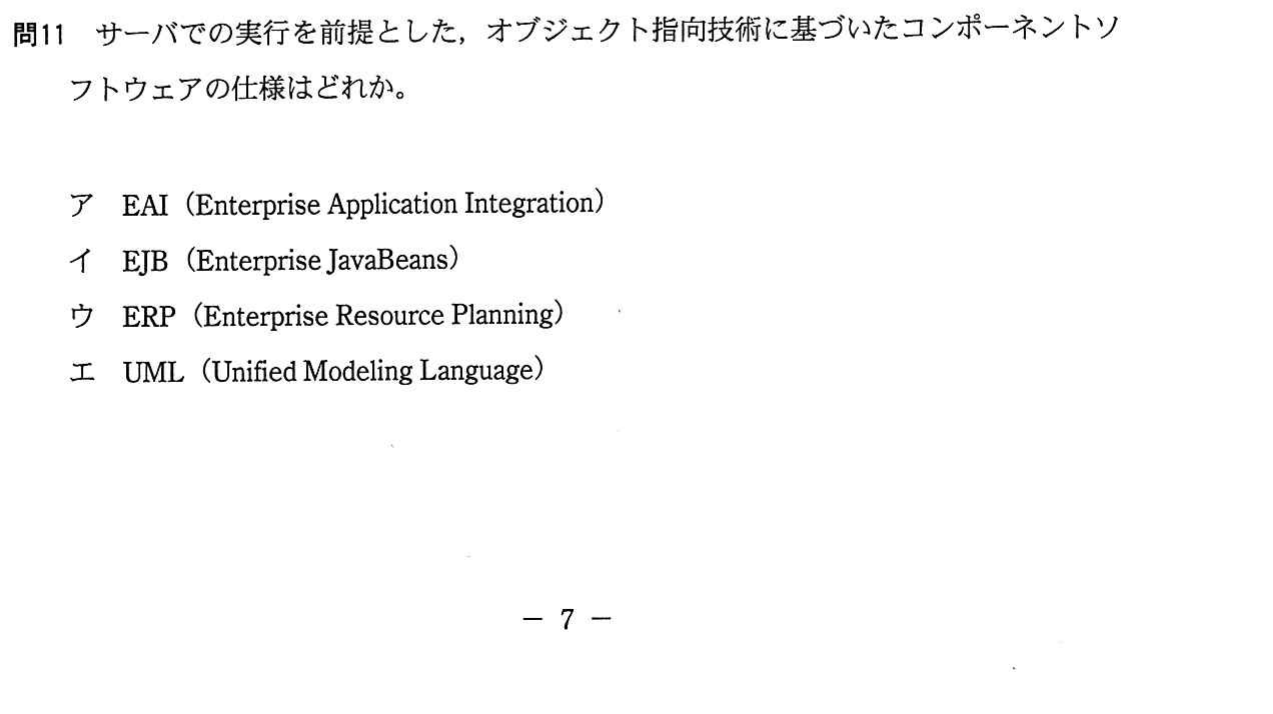 問11 サーバでの実行を前提とした，オブジェクト指向技術に基づいたコンポーネントソ
フトウェアの仕様はどれか。
ア EAI（Enterprise Application Integration）
イ EJB（Enterprise JavaBeans）
ウ ERP（Enterprise Resource Planning）
エ UML（Unified Modeling Language）
－ 7 －